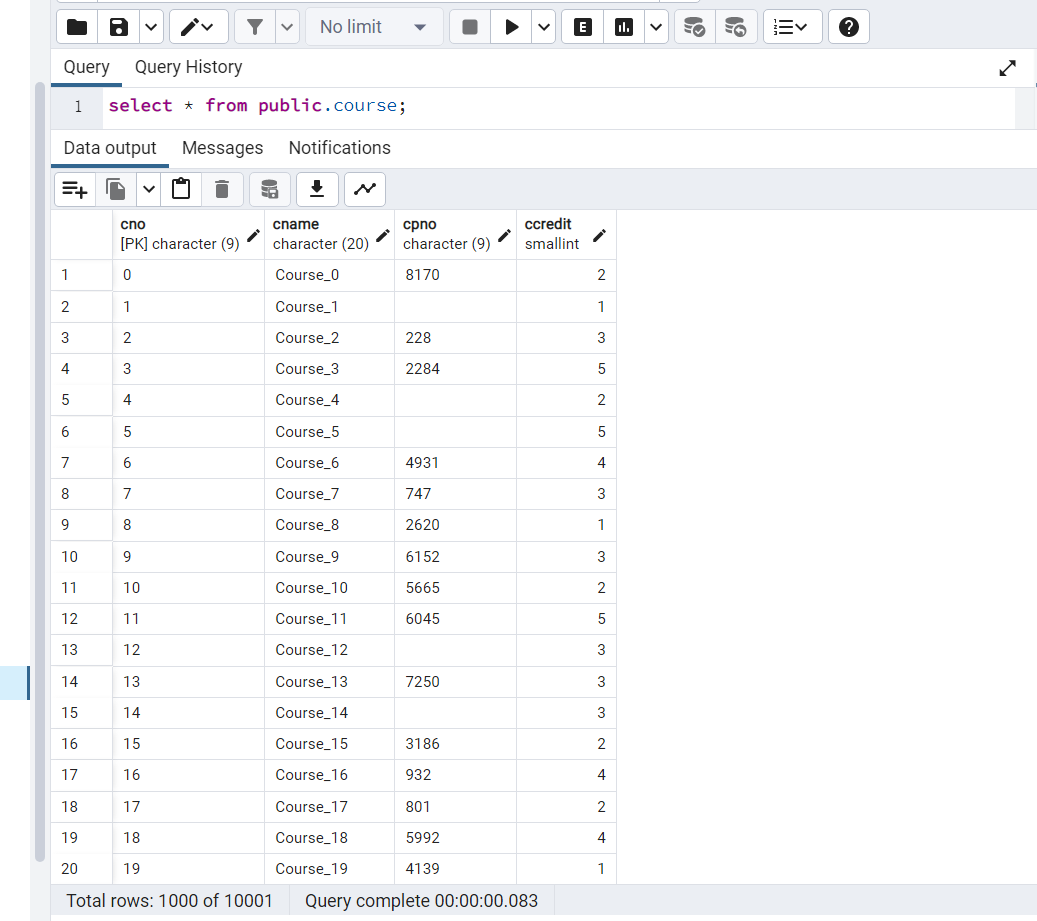 No limit
E
Query Query History
1 select * from public.course;
Data output Messages Notifications
cno cname cpno ccredit
[PK] character (9) character (20) character (9) smallint
1 0 Course_0 8170 2
2 1 Course_1 1
3 2 Course_2 228 3
4 3 Course_3 2284 5
5 4 Course_4 2
6 5 Course_5 5
7 6 Course_6 4931 4
8 7 Course_7 747 3
9 8 Course_8 2620 1
10 9 Course_9 6152 3
11 10 Course_10 5665 2
12 11 Course_11 6045 5
13 12 Course_12 3
14 13 Course_13 7250 3
15 14 Course_14 3
16 15 Course_15 3186 2
17 16 Course_16 932 4
18 17 Course_17 801 2
19 18 Course_18 5992 4
20 19 Course_19 4139 1
Total rows: 1000 of 10001 Query complete 00:00:00.083